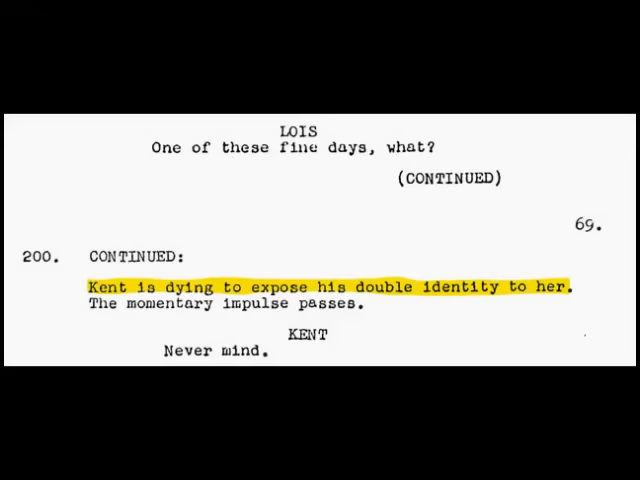 LOIS
One of these fine days, what?
(CONTINUED)
69.
200. CONTINUED:
Kent is dying to expose his double identity to her.
The momentary impulse passes.
KENT
Never mind.